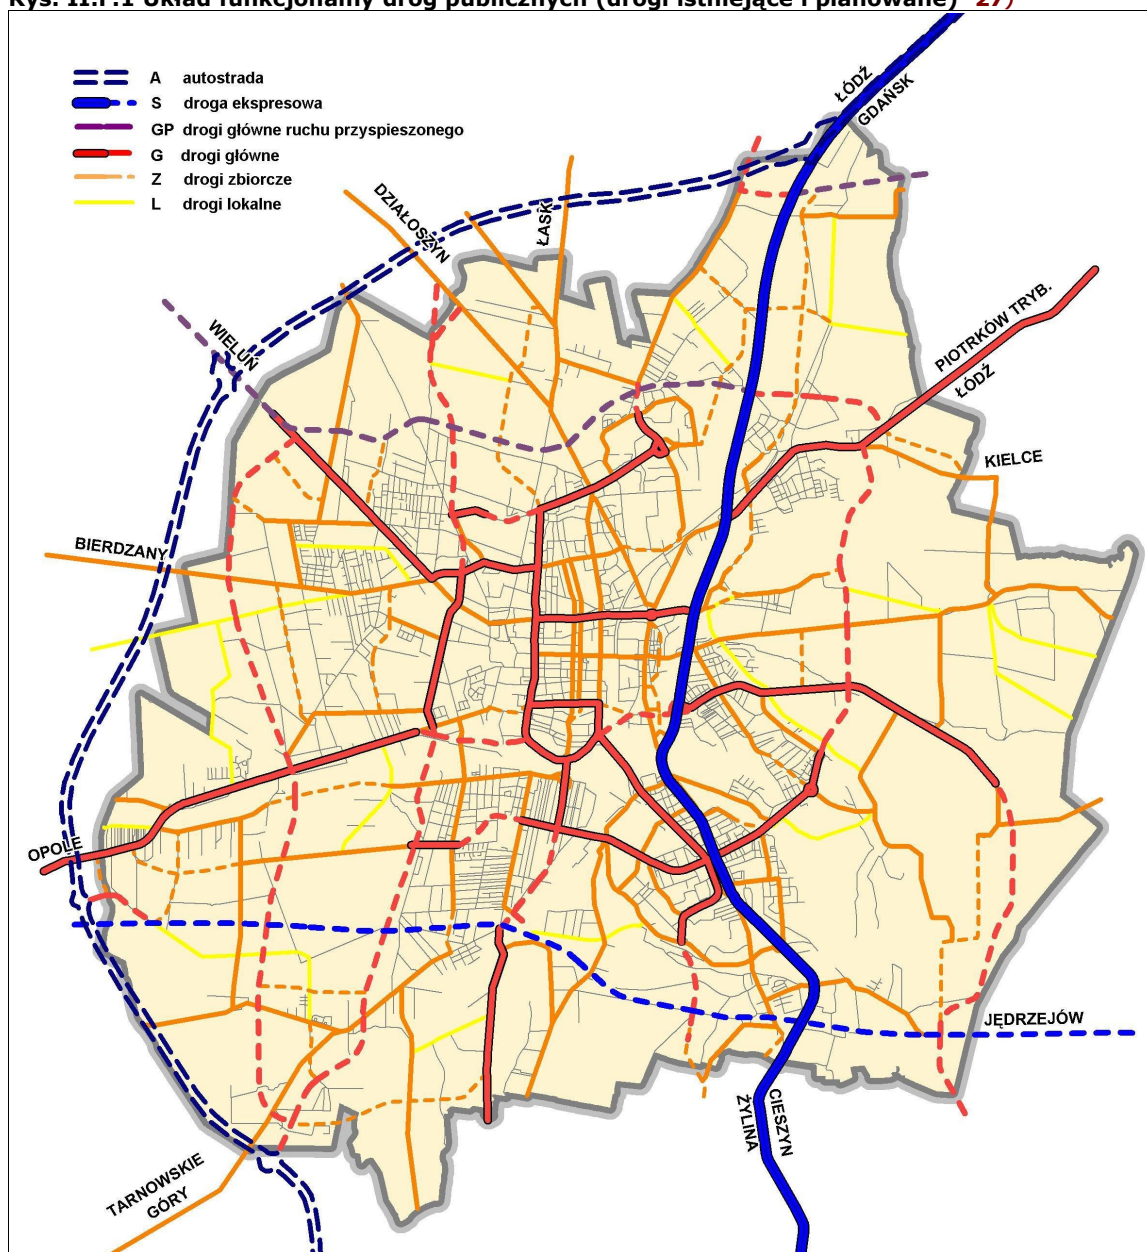 Rys. II.F.1 Układ funkcjonalny dróg publicznych (drogi istniejące i planowane) 27)
A autostrada
S droga ekspresowa
GP drogi główne ruchu przyspieszonego
G drogi główne
Z drogi zbiorcze
L drogi lokalne
ŁÓDŹ
GDAŃSK
DZIAŁOSZYN
ŁASK
WIELUŃ
PIOTRKÓW TRYB.
ŁÓDŹ
KIELCE
BIERDZANY
OPOLE
JĘDRZEJÓW
CIESZYN
ŻYLINA
TARNOWSKIE
GÓRY